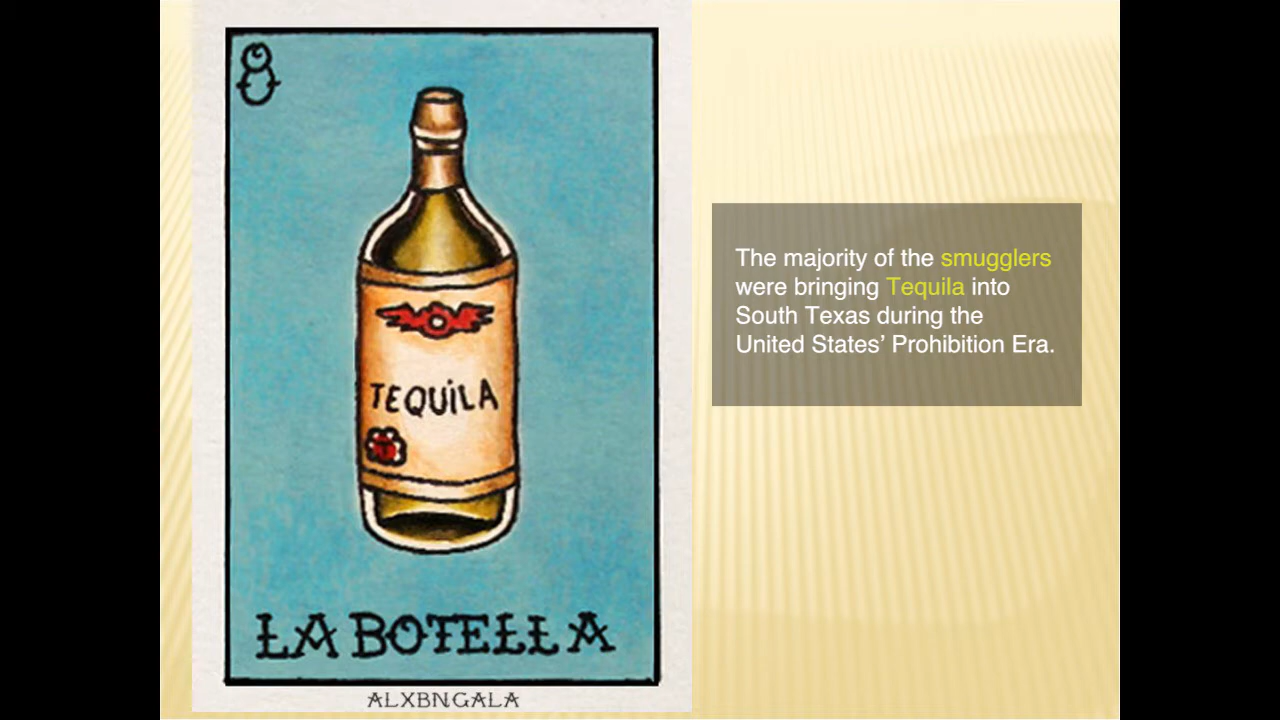 8
TEQUiLA
LA BOTELLA
ALXBNGALA
The majority of the smugglers
were bringing Tequila into
South Texas during the
United States’ Prohibition Era.